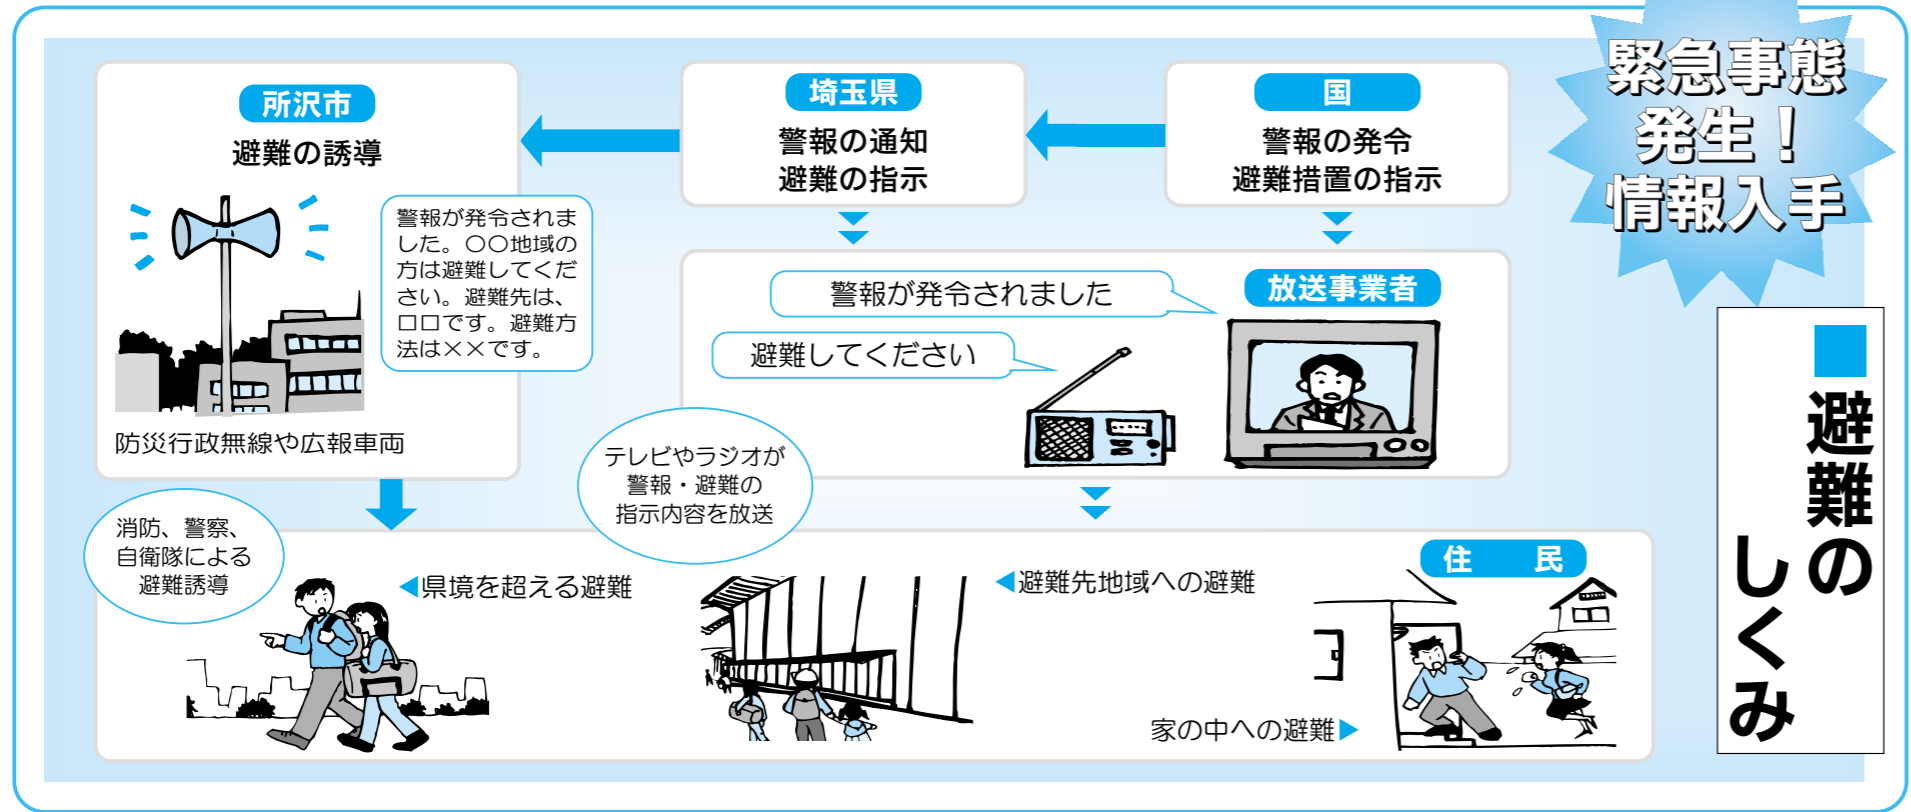 緊急事態
発生！
情報入手
■避難の
しくみ
国
警報の発令
避難措置の指示
埼玉県
警報の通知
避難の指示
所沢市
避難の誘導
警報が発令されま
した。〇〇地域の
方は避難してくだ
さい。避難先は、
ロロです。避難方
法は××です。
防災行政無線や広報車両
放送事業者
警報が発令されました
避難してください
テレビやラジオが
警報・避難の
指示内容を放送
消防、警察、
自衛隊による
避難誘導
住　民
◀県境を超える避難
◀避難先地域への避難
家の中への避難▶